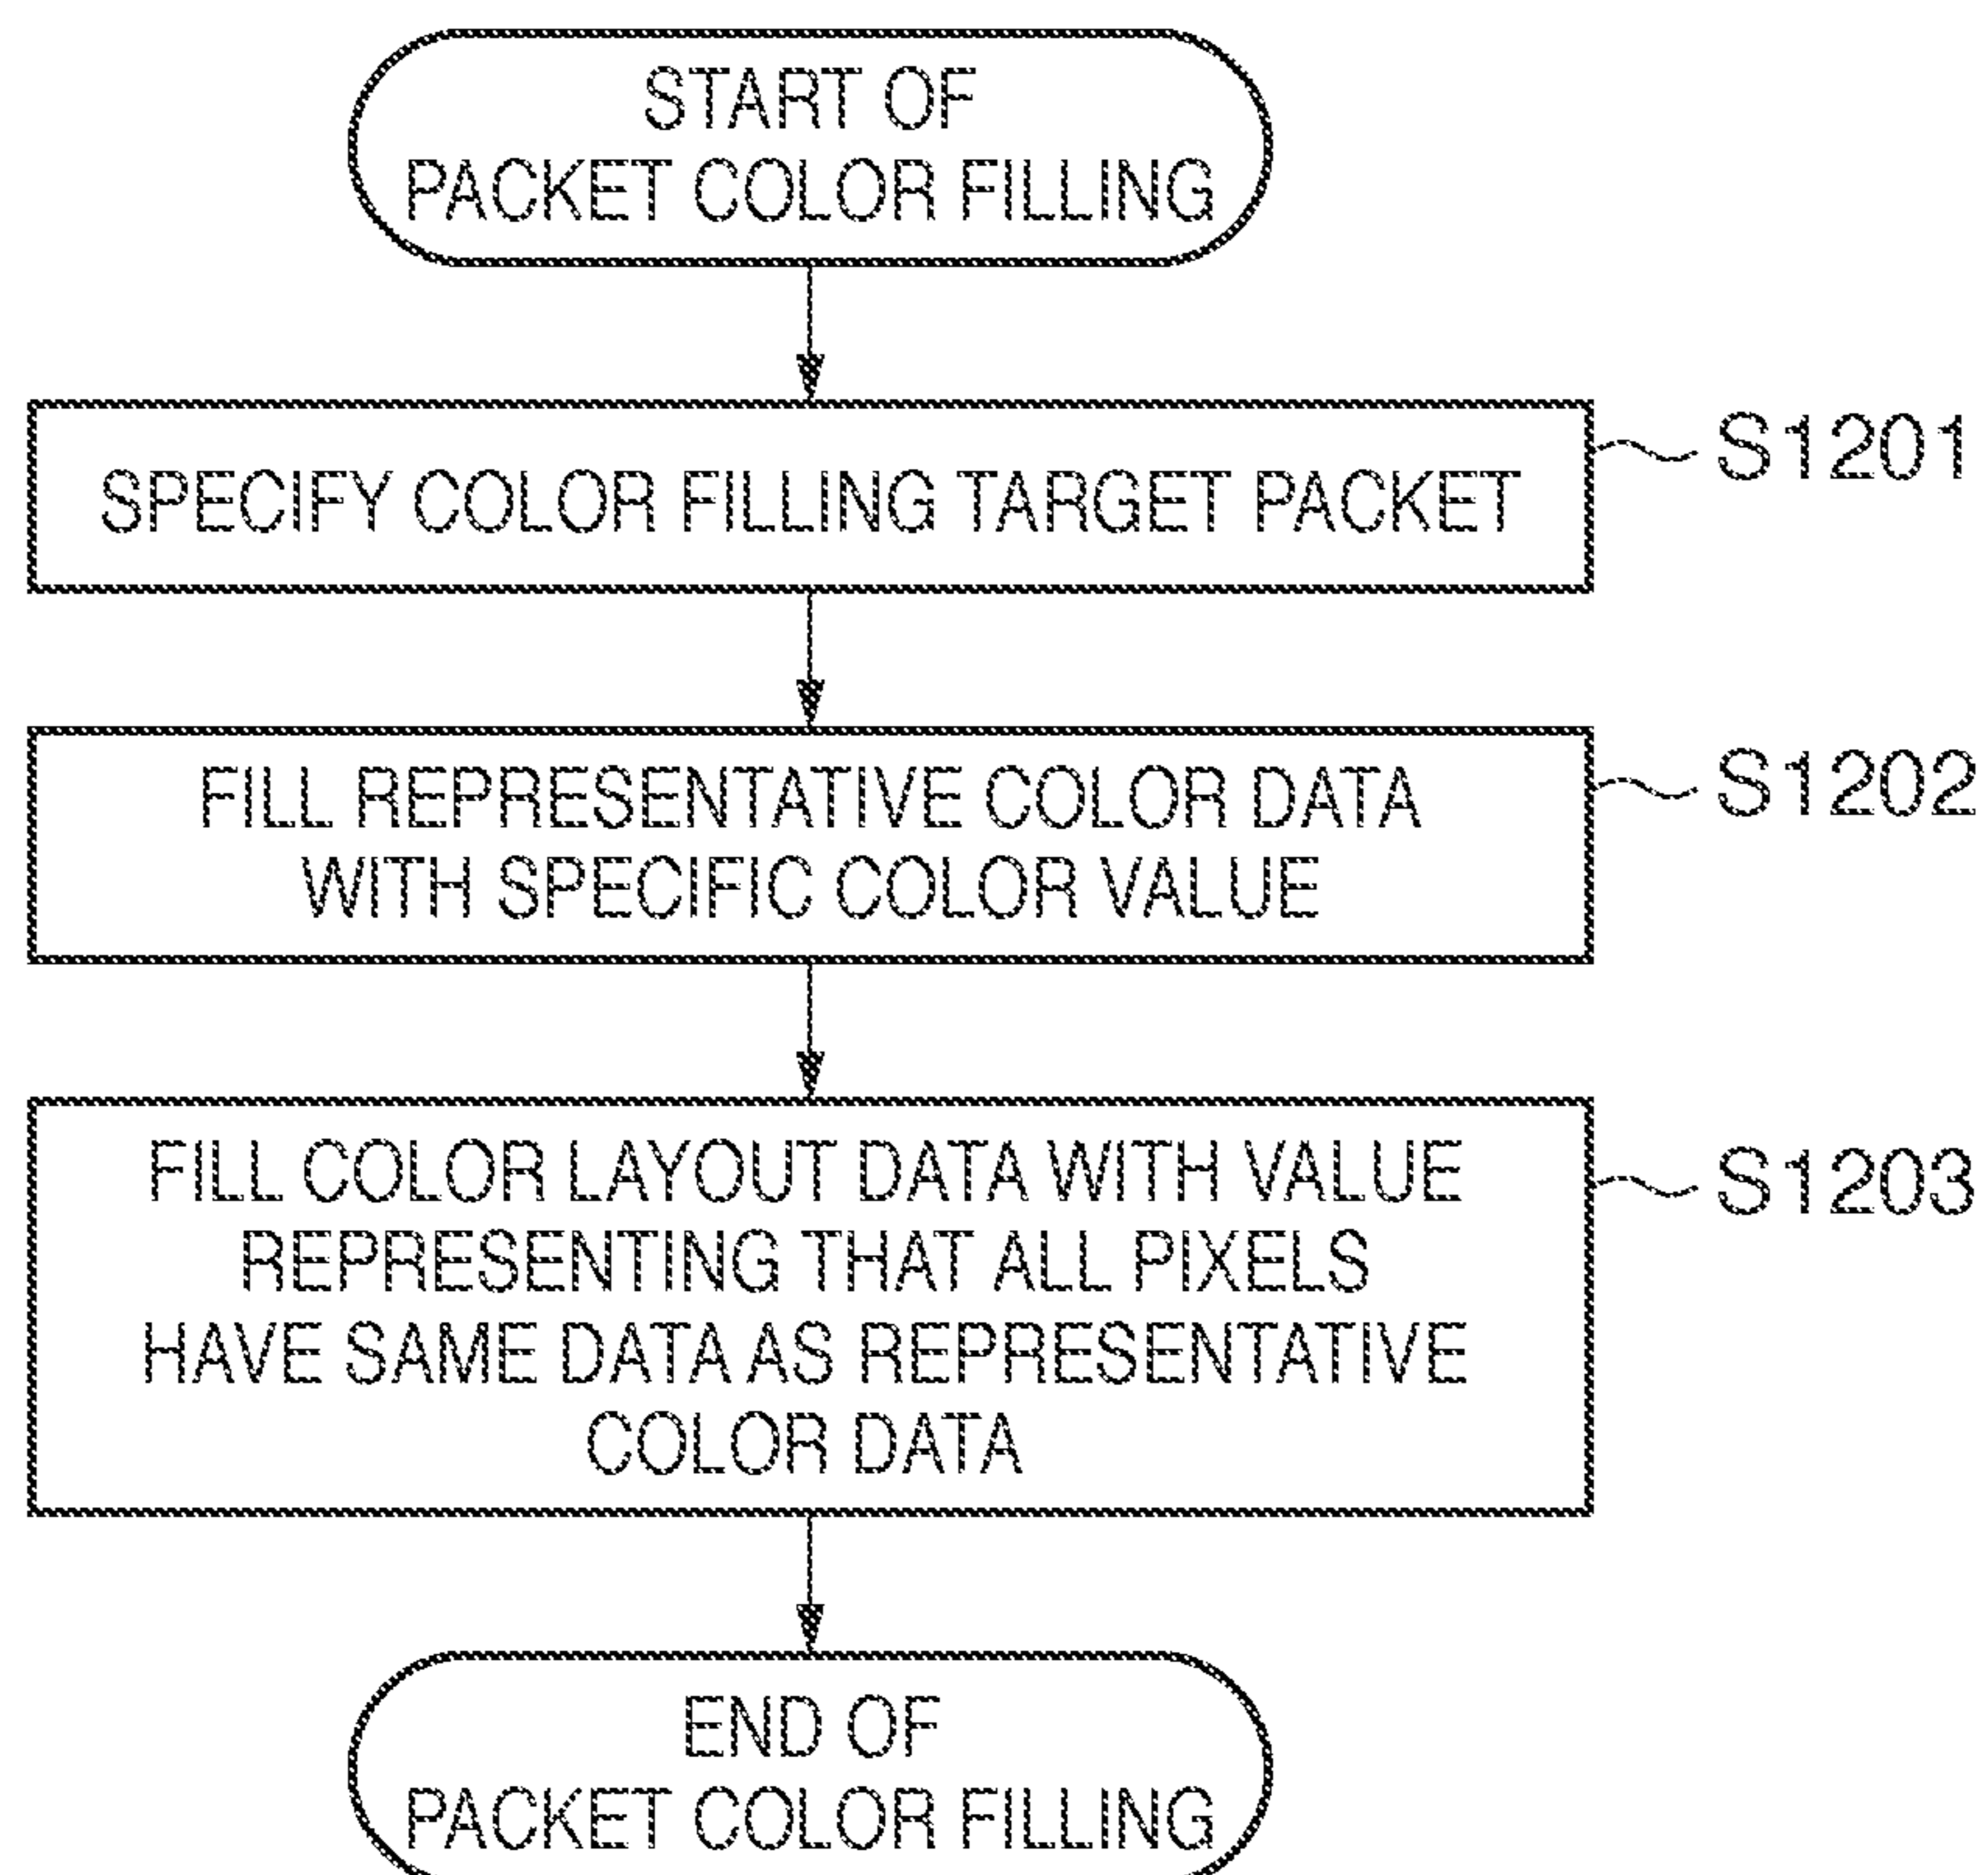 START OF
PACKET COLOR FILLING
SPECIFY COLOR FILLING TARGET PACKET
S1201
FILL REPRESENTATIVE COLOR DATA
WITH SPECIFIC COLOR VALUE
S1202
FILL COLOR LAYOUT DATA WITH VALUE
REPRESENTING THAT ALL PIXELS
HAVE SAME DATA AS REPRESENTATIVE
COLOR DATA
S1203
END OF
PACKET COLOR FILLING